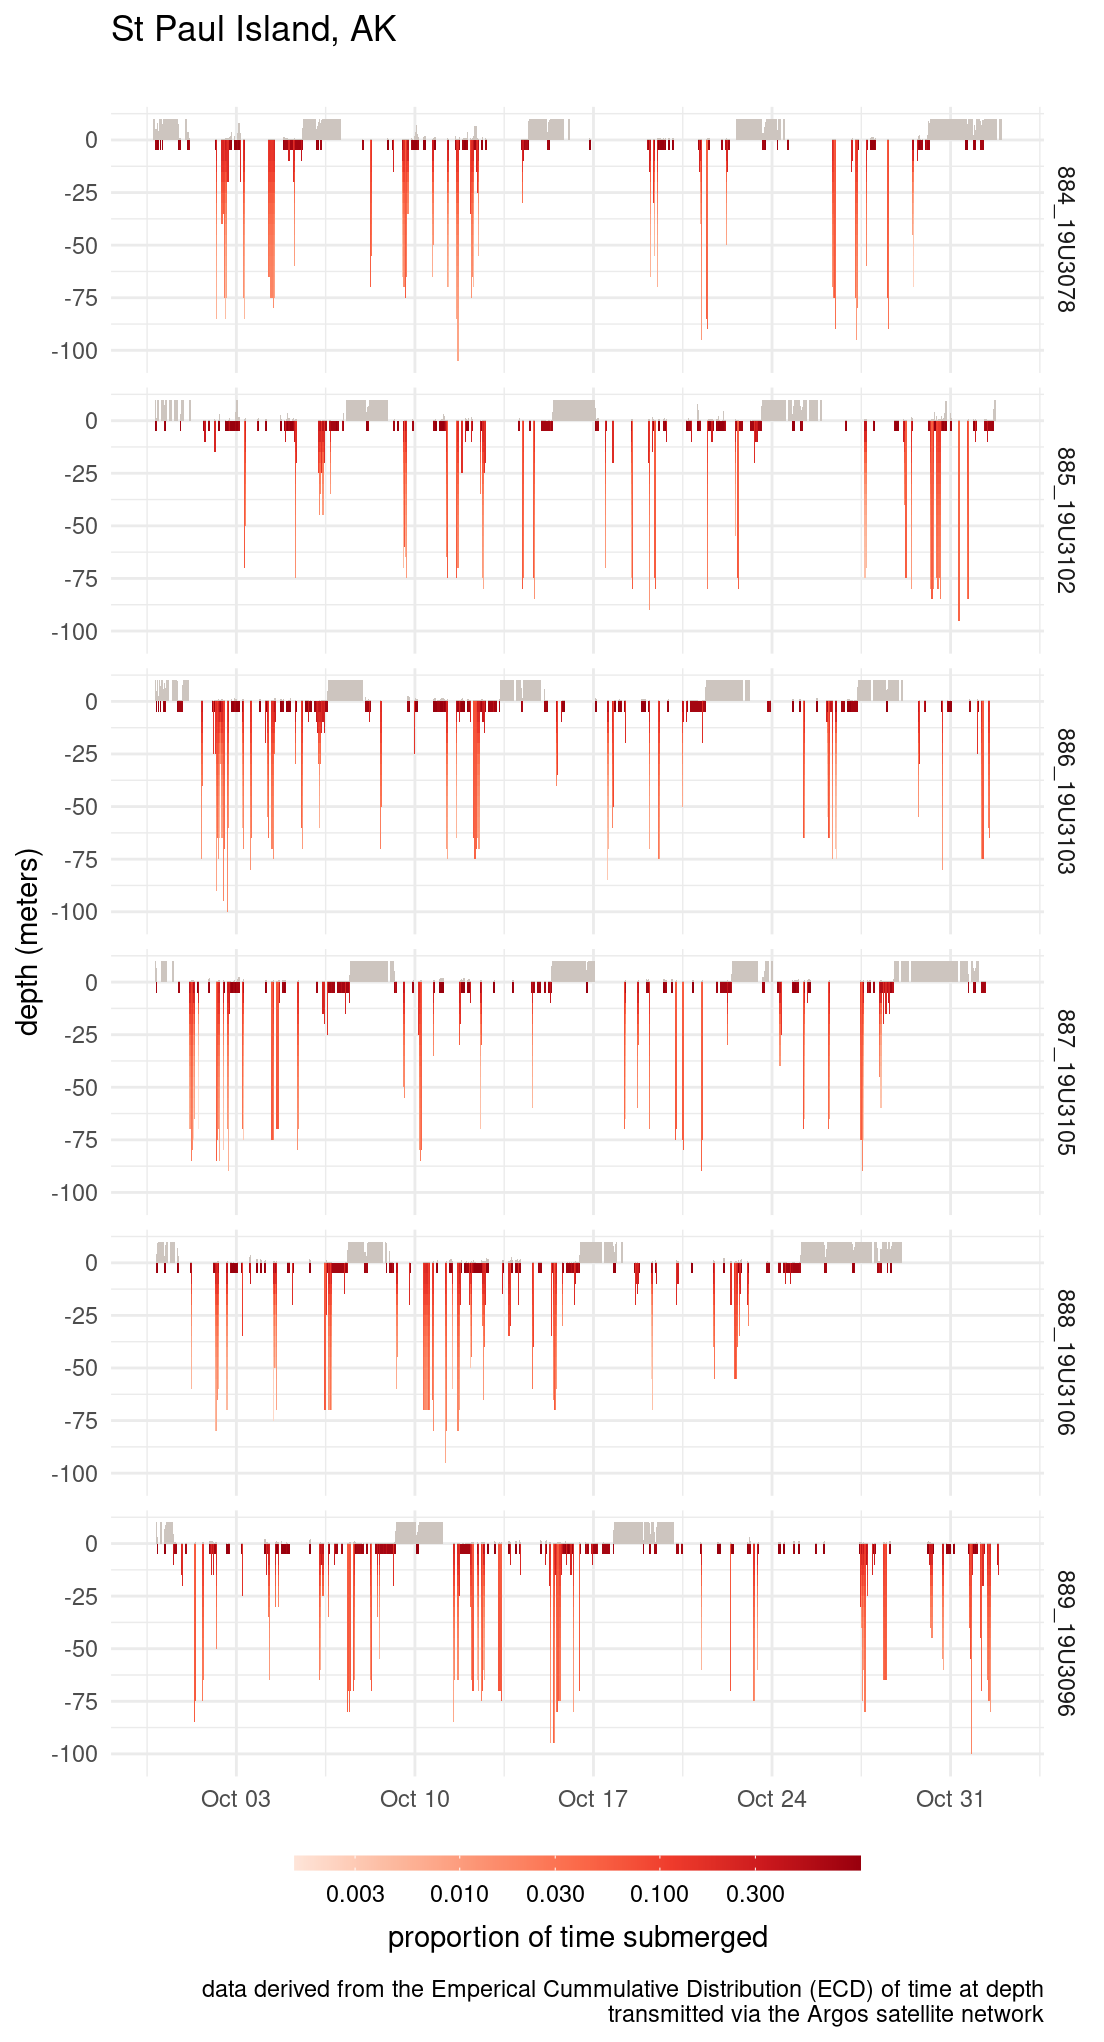 St Paul Island, AK
0
-25
-50
-75
-100
884_19U3078
0
-25
-50
-75
-100
885_19U3102
0
-25
-50
-75
-100
886_19U3103
depth (meters)
0
-25
-50
-75
-100
887_19U3105
0
-25
-50
-75
-100
888_19U3106
0
-25
-50
-75
-100
889_19U3096
Oct 03 Oct 10 Oct 17 Oct 24 Oct 31
0.003 0.010 0.030 0.100 0.300
proportion of time submerged
data derived from the Emperical Cummulative Distribution (ECD) of time at depth
transmitted via the Argos satellite network